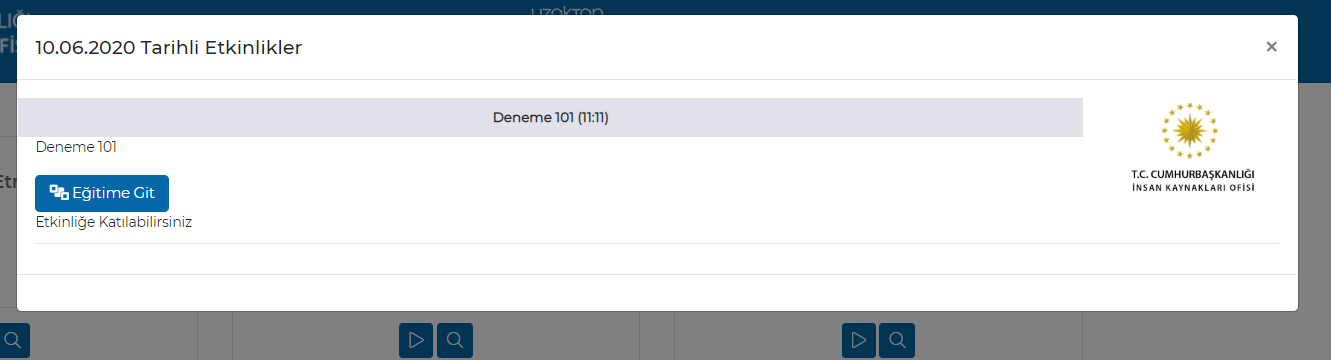 10.06.2020 Tarihli Etkinlikler
×
Deneme 101 (11:11)
Deneme 101
Eğitime Git
Etkinliğe Katılabilirsiniz
T.C. CUMHURBAŞKANLIĞI
İNSAN KAYNAKLARI OFİSİ